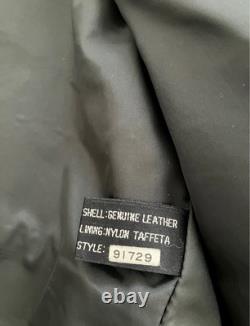 SHELL:GENUINE LEATHER
LINING:NYLON TAFFETA
STYLE: 91729